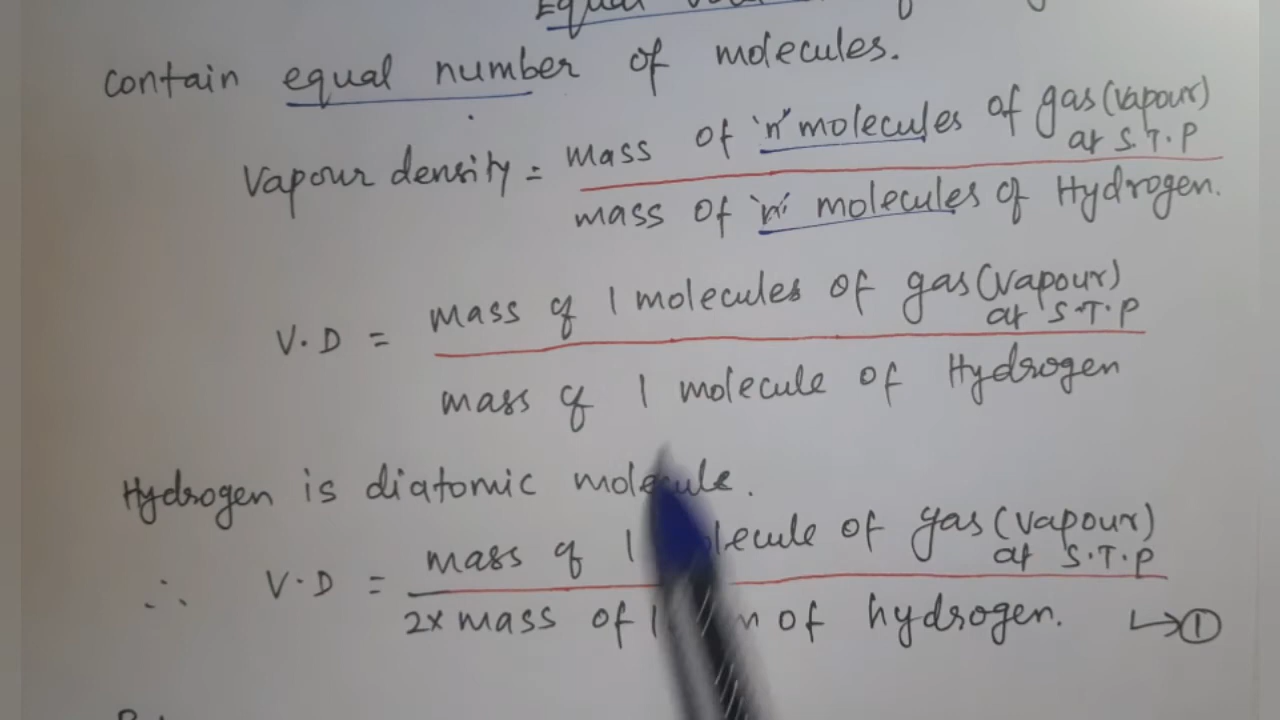 Equal
contain equal number of molecules.
Vapour density = mass of 'n' molecules of gas (vapour) at S.T.P
mass of 'n' molecules of Hydrogen.
V.D = mass of 1 molecules of gas (vapour) at S.T.P
mass of 1 molecule of Hydrogen
Hydrogen is diatomic molecule.
∴ V.D = mass of 1 molecule of gas (vapour) at S.T.P
2x mass of 1 of hydrogen. ↳ ①